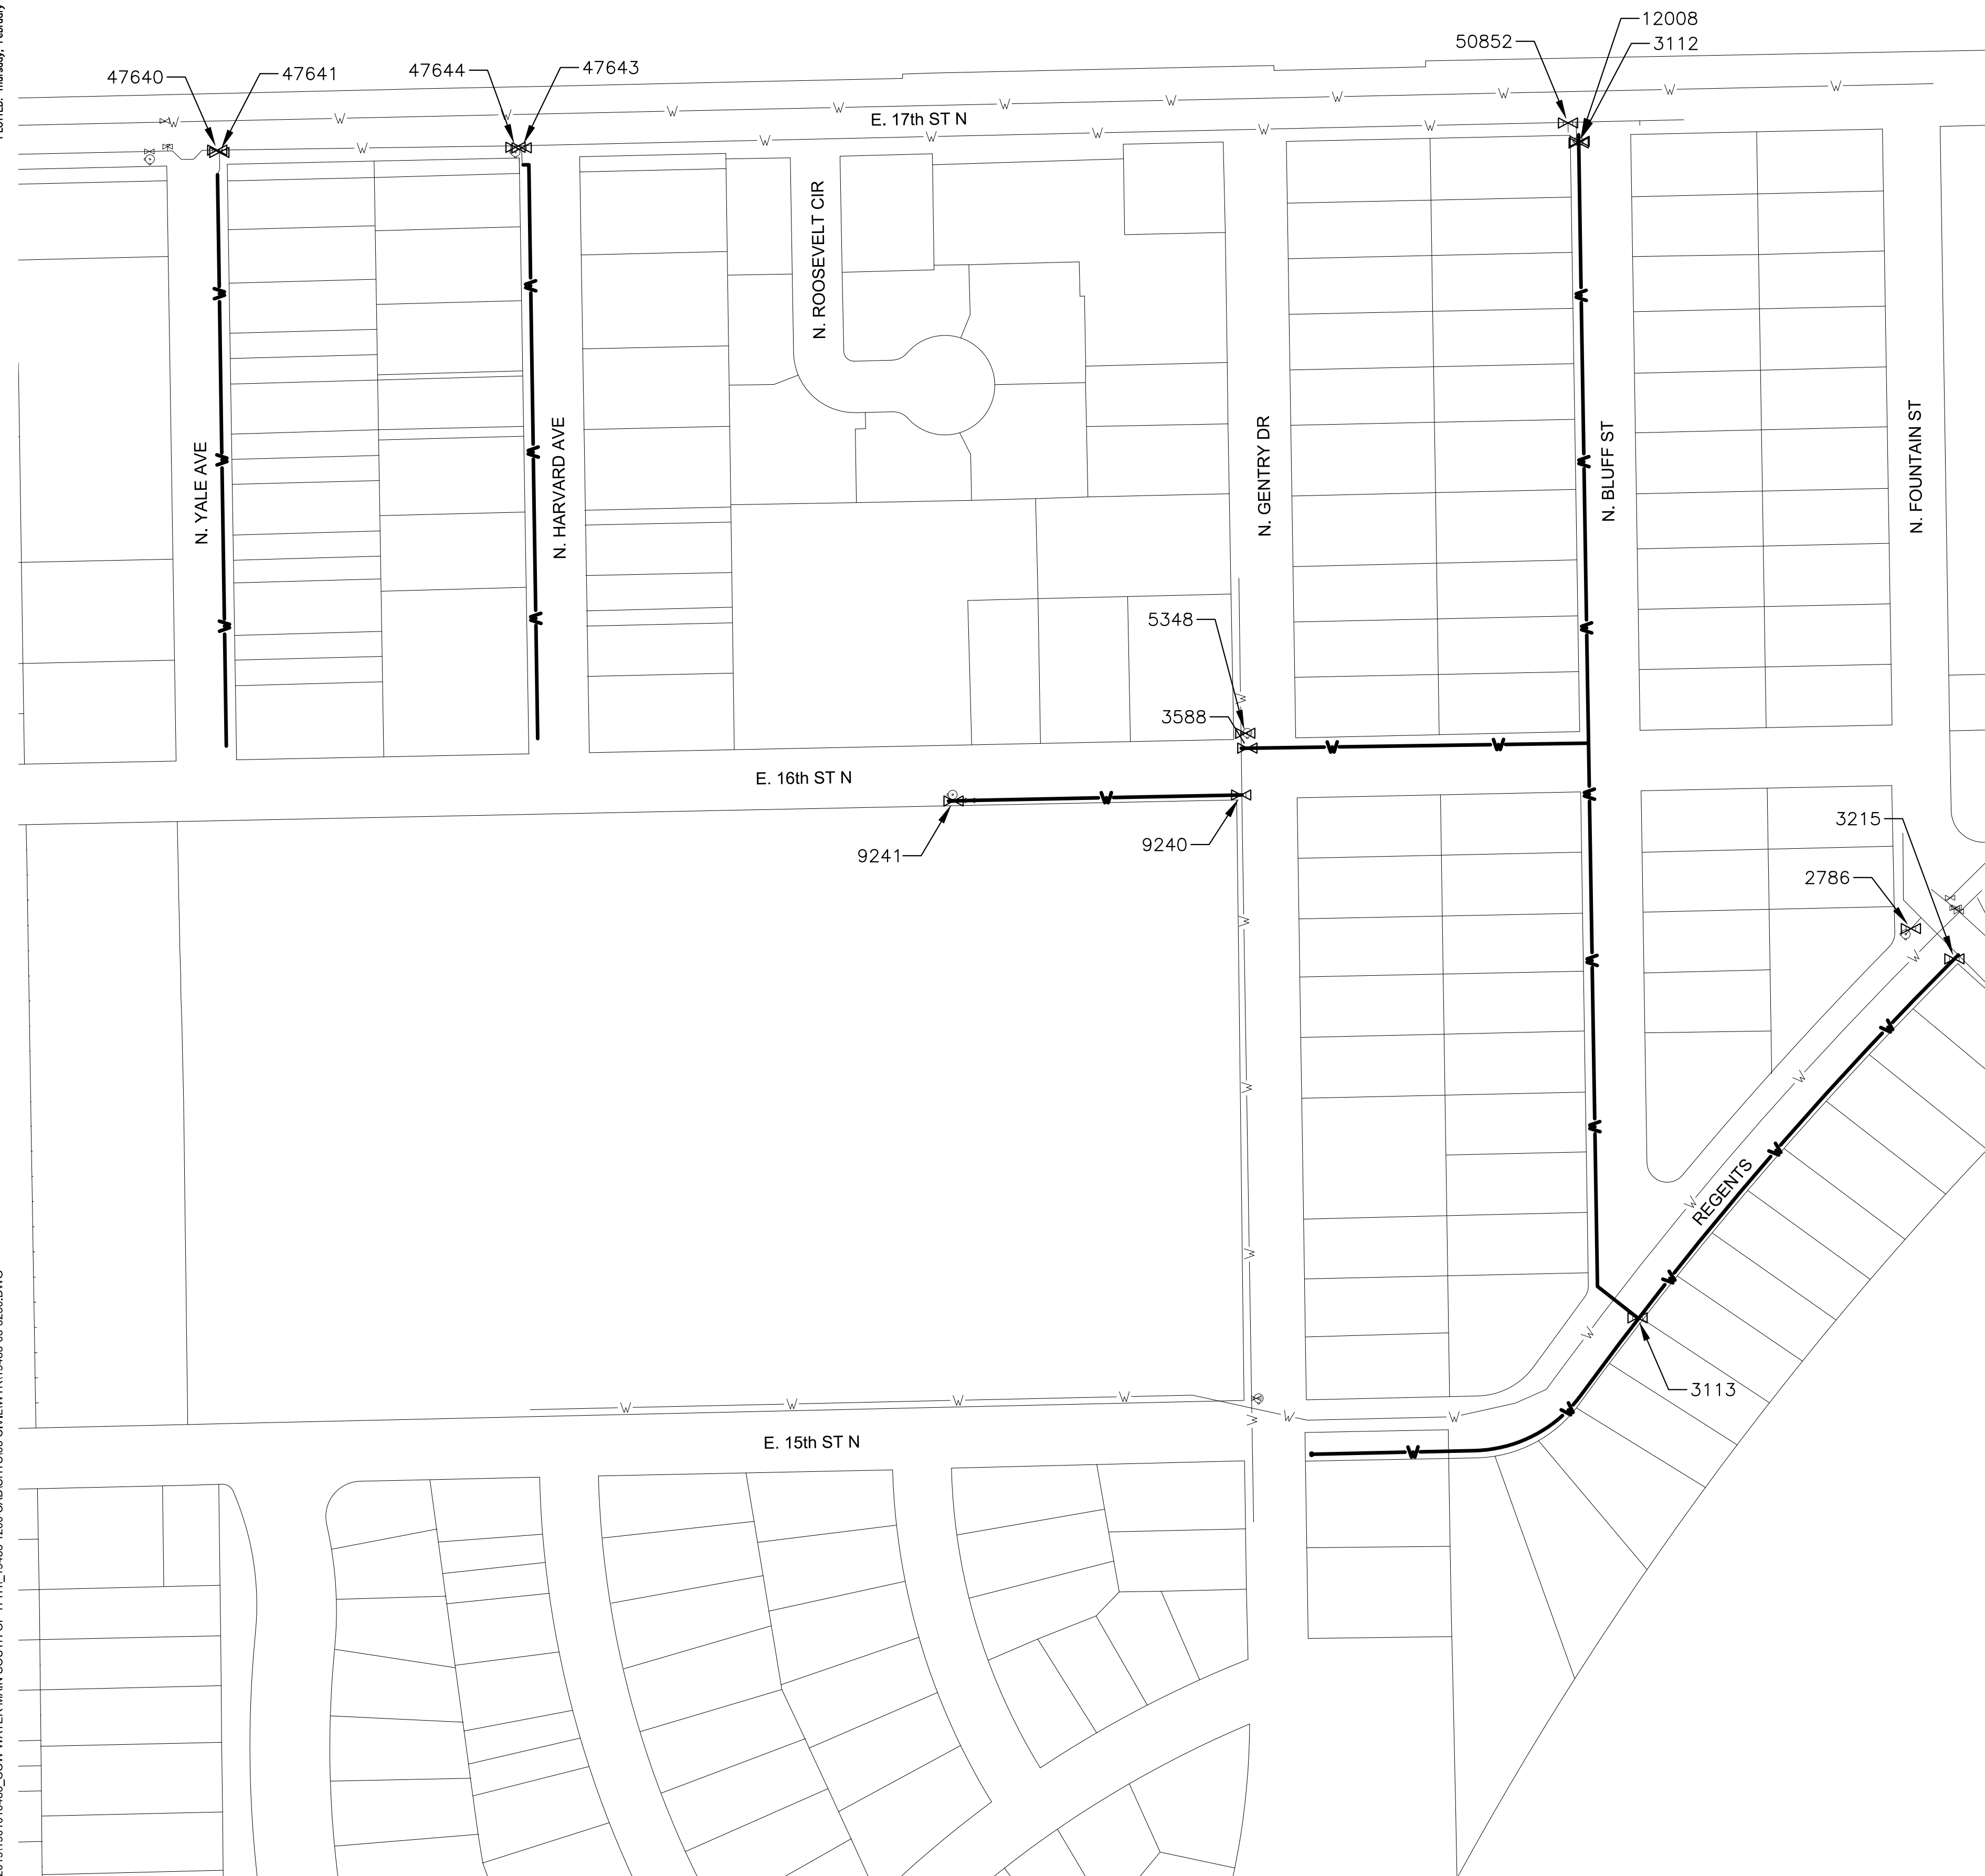 12008
50852
3112
47640
47641
47644
47643
E. 17th ST N
N. ROOSEVELT CIR
N. YALE AVE
N. HARVARD AVE
N. GENTRY DR
N. BLUFF ST
N. FOUNTAIN ST
5348
3588
E. 16th ST N
9241
9240
3215
2786
REGENTS
3113
E. 15th ST N